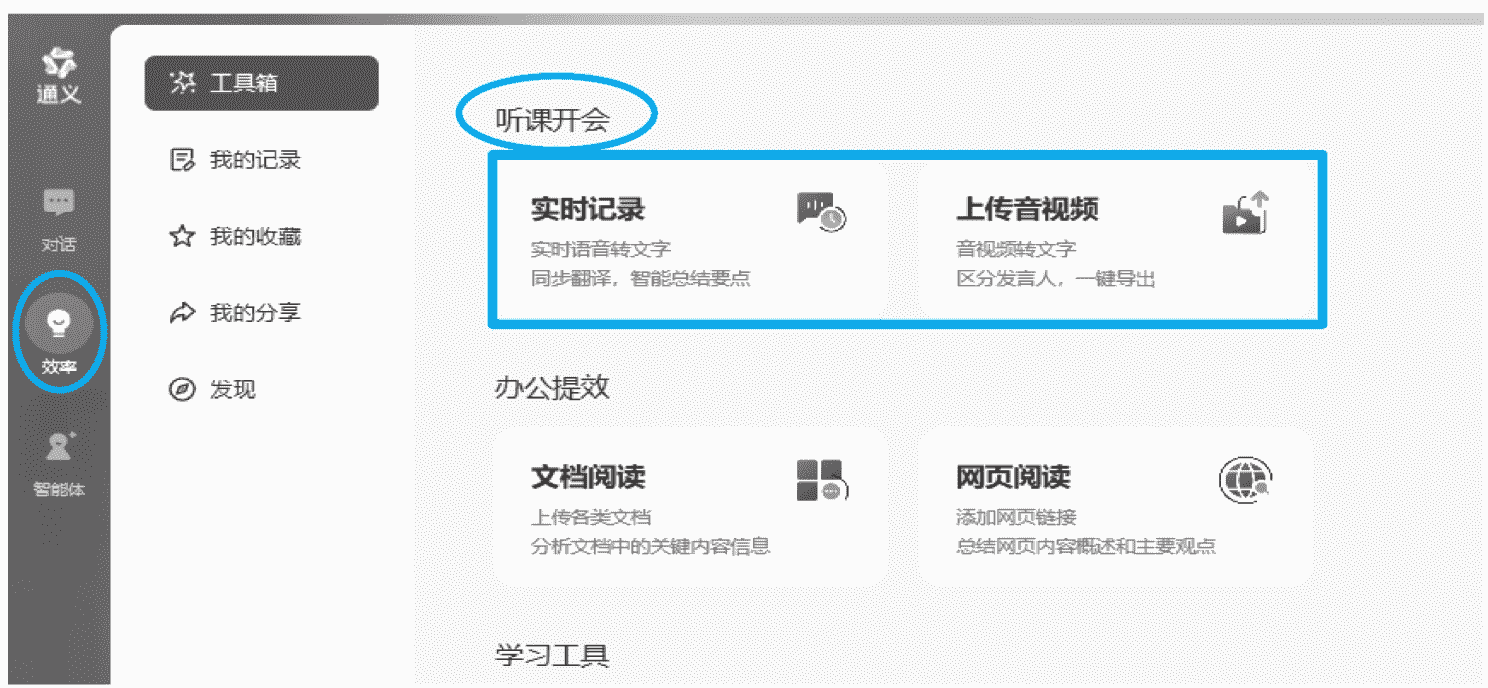 通义
对话
效率
智能体
工具箱
我的记录
我的收藏
我的分享
发现
听课开会
实时记录
实时语音转文字
同步翻译，智能总结要点
上传音视频
音视频转文字
区分发言人，一键导出
办公提效
文档阅读
上传各类文档
分析文档中的关键内容信息
网页阅读
添加网页链接
总结网页内容概述和主要观点
学习工具